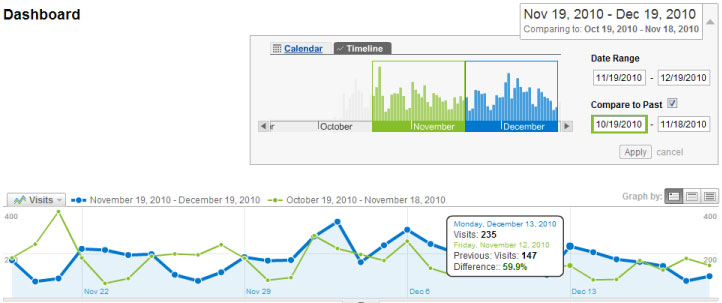 Dashboard
Nov 19, 2010 - Dec 19, 2010
Comparing to: Oct 19, 2010 - Nov 18, 2010
Calendar
Timeline
Date Range
11/19/2010 - 12/19/2010
Compare to Past
10/19/2010 - 11/18/2010
October
November
December
Apply cancel
Visits
November 19, 2010 - December 19, 2010
October 19, 2010 - November 18, 2010
Graph by:
400
400
200
200
Monday, December 13, 2010
Visits: 235
Friday, November 12, 2010
Previous: Visits: 147
Difference:: 59.9%
Nov 22
Nov 29
Dec 6
Dec 13